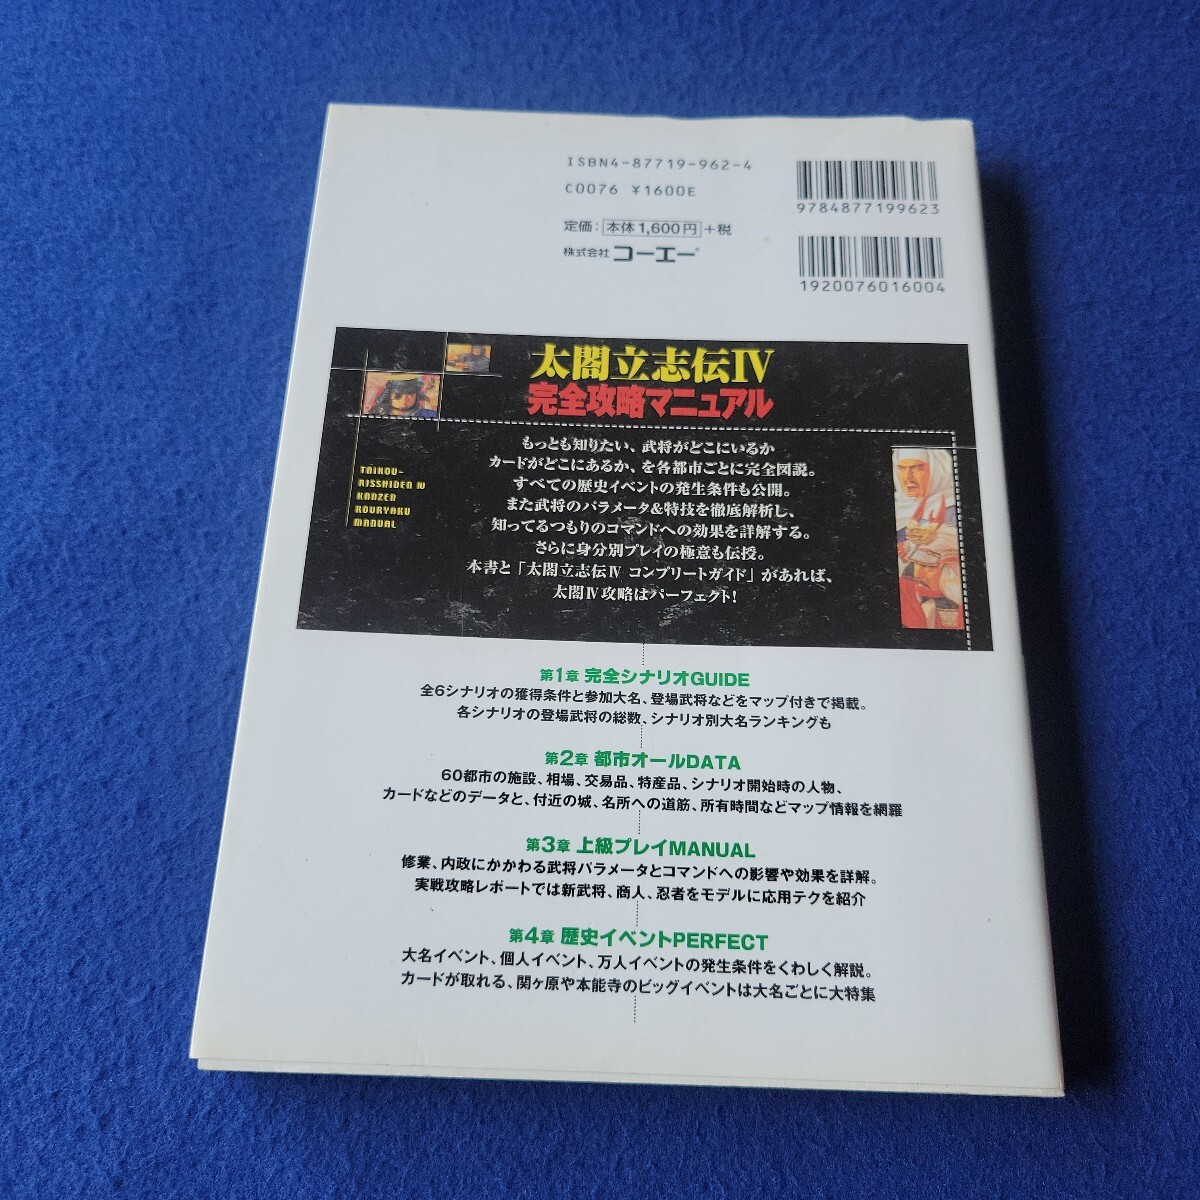 ISBN4-87719-962-4
C0076 ¥1600E
定価：本体1,600円+税
株式会社 コーエー
9784877199623
1920076016004
太閤立志伝IV
完全攻略マニュアル
TAIKOU-
RISSHIDEN IV
KANZEN
KOURYAKU
MANUAL
もっとも知りたい、武将がどこにいるか
カードがどこにあるか、を各都市ごとに完全図説。
すべての歴史イベントの発生条件も公開。
また武将のパラメータ&特技を徹底解析し、
知ってるつもりのコマンドへの効果を詳解する。
さらに身分別プレイの極意も伝授。
本書と「太閤立志伝Ⅳ コンプリートガイド」があれば、
太閤Ⅳ攻略はパーフェクト!
第1章 完全シナリオGUIDE
全6シナリオの獲得条件と参加大名、登場武将などをマップ付きで掲載。
各シナリオの登場武将の総数、シナリオ別大名ランキングも
第2章 都市オールDATA
60都市の施設、相場、交易品、特産品、シナリオ開始時の人物、
カードなどのデータと、付近の城、名所への道筋、所有時間などマップ情報を網羅
第3章 上級プレイMANUAL
修業、内政にかかわる武将パラメータとコマンドへの影響や効果を詳解。
実戦攻略レポートでは新武将、商人、忍者をモデルに応用テクを紹介
第4章 歴史イベントPERFECT
大名イベント、個人イベント、万人イベントの発生条件をくわしく解説。
カードが取れる、関ヶ原や本能寺のビッグイベントは大名ごとに大特集